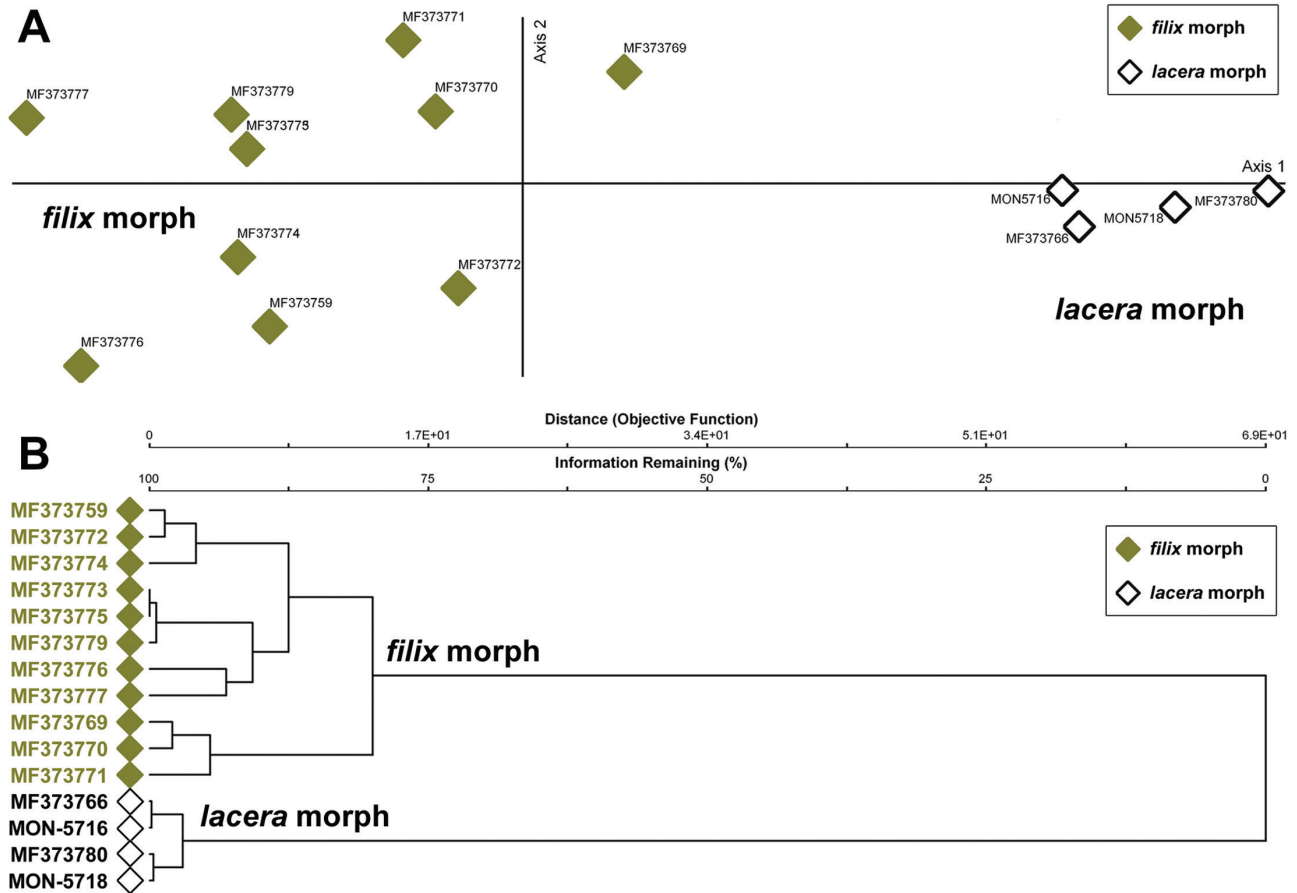 A
MF373771
Axis 2
MF373769
filix morph
lacera morph
MF373777
MF373779
MF373770
MF373775
Axis 1
MON5716
MF373780
MON5718
MF373766
filix morph
MF373774
MF373772
lacera morph
MF373759
MF373776
B
Distance (Objective Function)
0 1.7E+01 3.4E+01 5.1E+01 6.9E+01
Information Remaining (%)
100 75 50 25 0
MF373759
MF373772
MF373774
MF373773
MF373775
MF373779
MF373776
MF373777
MF373769
MF373770
MF373771
MF373766
MON-5716
MF373780
MON-5718
filix morph
lacera morph
filix morph
lacera morph